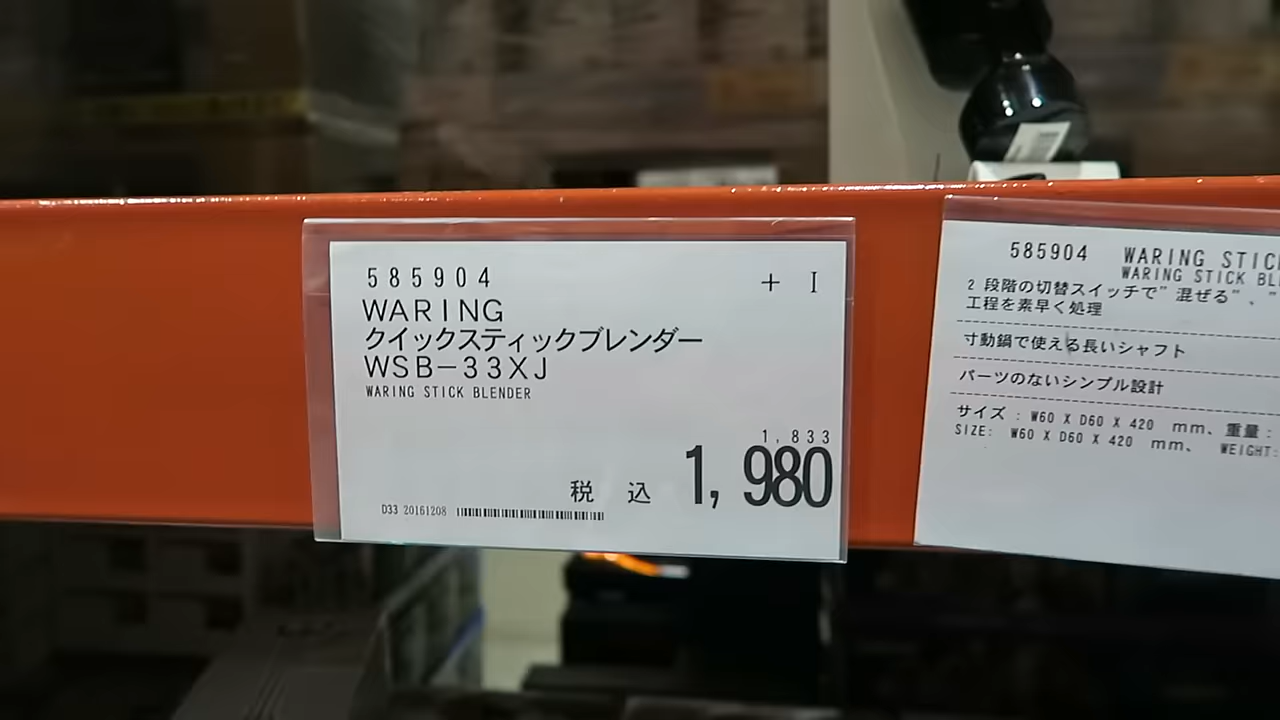 585904
+ I
WARING
クイックスティックブレンダー
WSB-33XJ
WARING STICK BLENDER
1,833
税 込 1,980
D33 20161208
585904 WARING STIC
WARING STICK BL
2 段階の切替スイッチで”混ぜる”、”
工程を素早く処理
寸動鍋で使える長いシャフト
パーツのないシンプル設計
サイズ : W60 X D60 X 420 mm、重量:
SIZE: W60 X D60 X 420 mm、 WEIGHT: